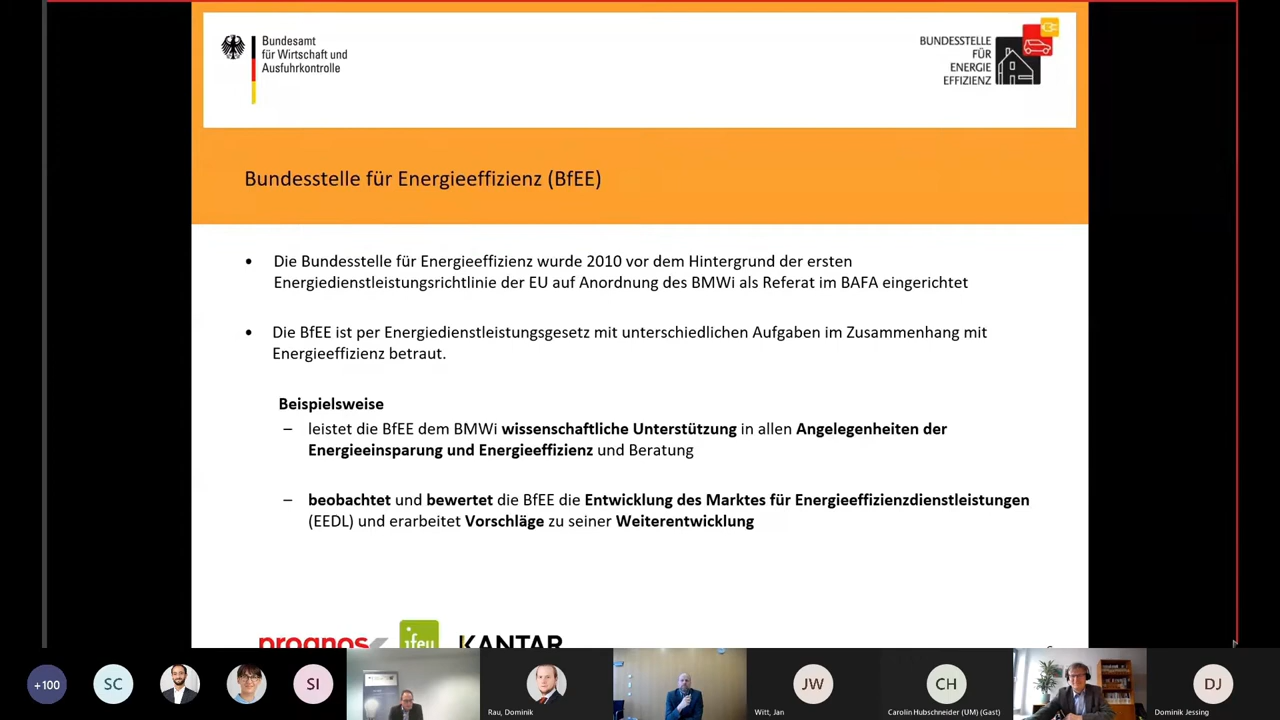 Bundesamt
für Wirtschaft und
Ausfuhrkontrolle
BUNDESSTELLE
FÜR
ENERGIE
EFFIZIENZ
Bundesstelle für Energieeffizienz (BfEE)
• Die Bundesstelle für Energieeffizienz wurde 2010 vor dem Hintergrund der ersten
Energiedienstleistungsrichtlinie der EU auf Anordnung des BMWi als Referat im BAFA eingerichtet
• Die BfEE ist per Energiedienstleistungsgesetz mit unterschiedlichen Aufgaben im Zusammenhang mit
Energieeffizienz betraut.
Beispielsweise
– leistet die BfEE dem BMWi wissenschaftliche Unterstützung in allen Angelegenheiten der
Energieeinsparung und Energieeffizienz und Beratung
– beobachtet und bewertet die BfEE die Entwicklung des Marktes für Energieeffizienzdienstleistungen
(EEDL) und erarbeitet Vorschläge zu seiner Weiterentwicklung
prognos ifeu KANTAR
+100 SC SI JW CH DJ
Rau, Dominik Witt, Jan Carolin Hubschneider (UM) (Gast) Dominik Jessing